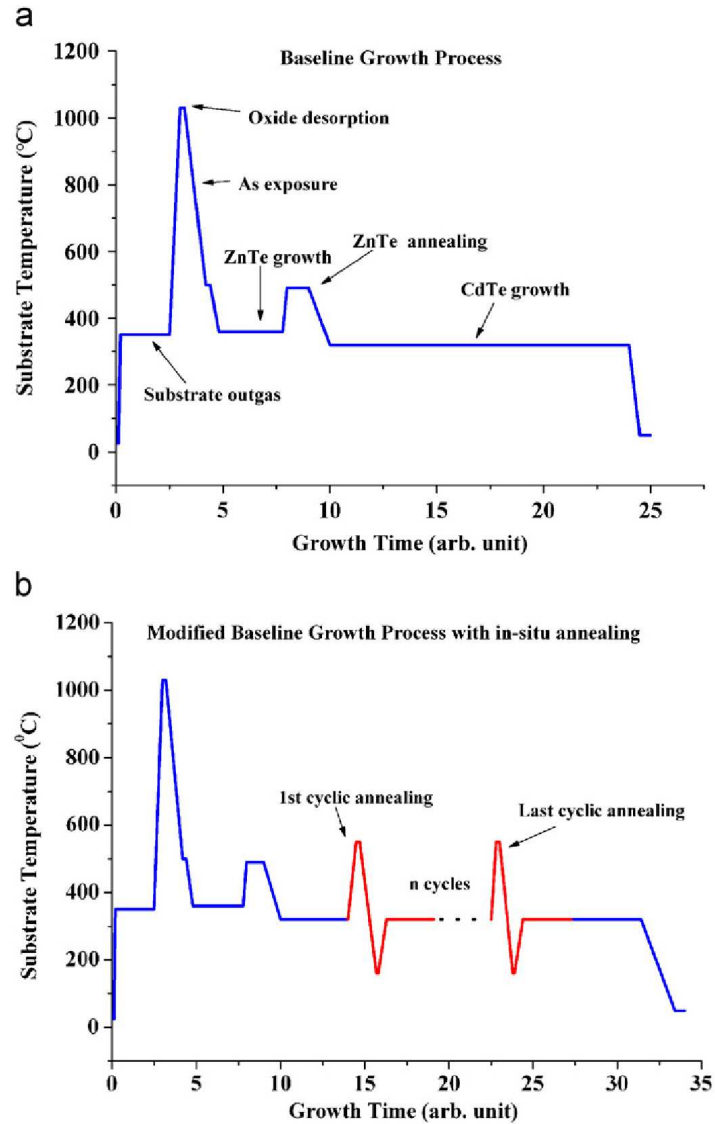 a
Baseline Growth Process
1200
1000
800
600
400
200
0
Substrate Temperature (°C)
Oxide desorption
As exposure
ZnTe growth
ZnTe annealing
CdTe growth
Substrate outgas
0 5 10 15 20 25
Growth Time (arb. unit)
b
Modified Baseline Growth Process with in-situ annealing
1200
1000
800
600
400
200
0
Substrate Temperature (⁰C)
1st cyclic annealing
Last cyclic annealing
n cycles
0 5 10 15 20 25 30 35
Growth Time (arb. unit)